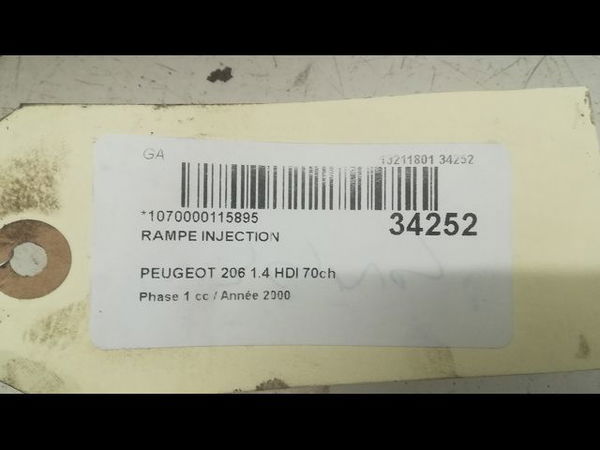 GA 13211801 34252
*1070000115895 34252
RAMPE INJECTION
PEUGEOT 206 1.4 HDI 70ch
Phase 1 cc / Année 2000